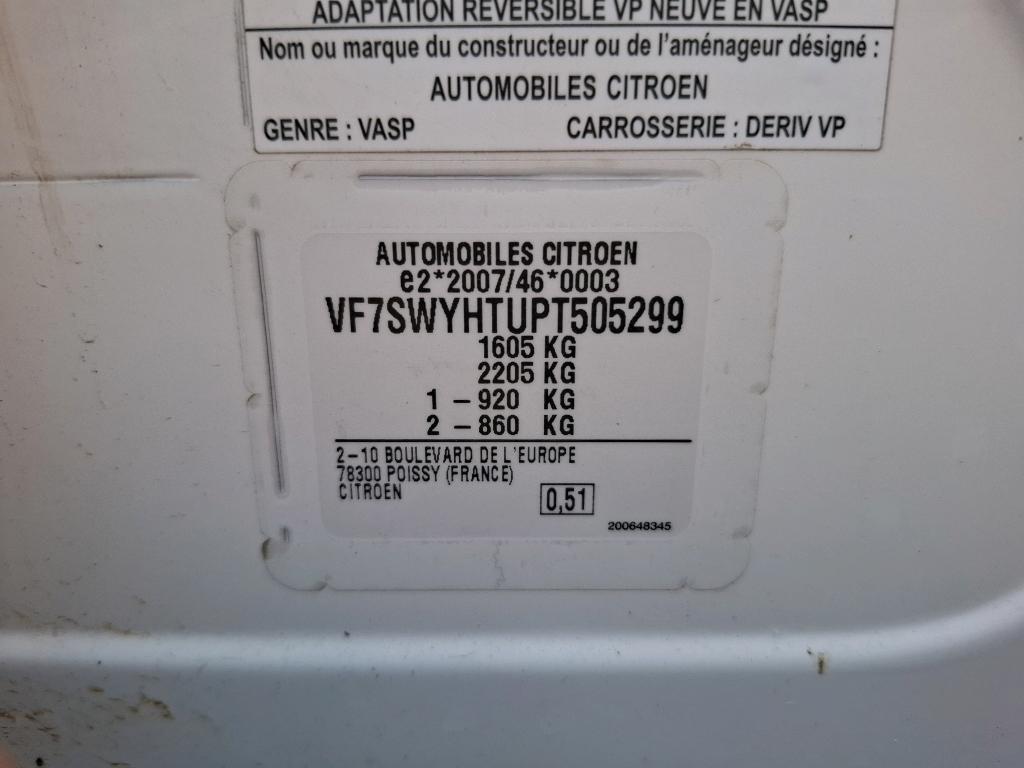 ADAPTATION REVERSIBLE VP NEUVE EN VASP
Nom ou marque du constructeur ou de l'aménageur désigné :
AUTOMOBILES CITROEN
GENRE : VASP CARROSSERIE : DERIV VP
AUTOMOBILES CITROEN
e2*2007/46*0003
VF7SWYHTUPT505299
1605 KG
2205 KG
1 – 920 KG
2 – 860 KG
2–10 BOULEVARD DE L'EUROPE
78300 POISSY (FRANCE)
CITROEN
0,51
200648345